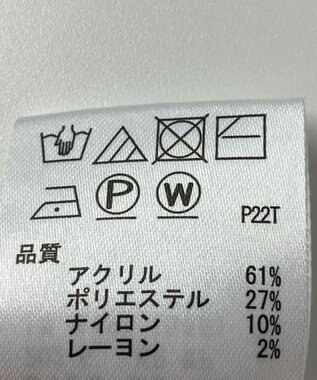 P W P22T
品質
アクリル 61%
ポリエステル 27%
ナイロン 10%
レーヨン 2%